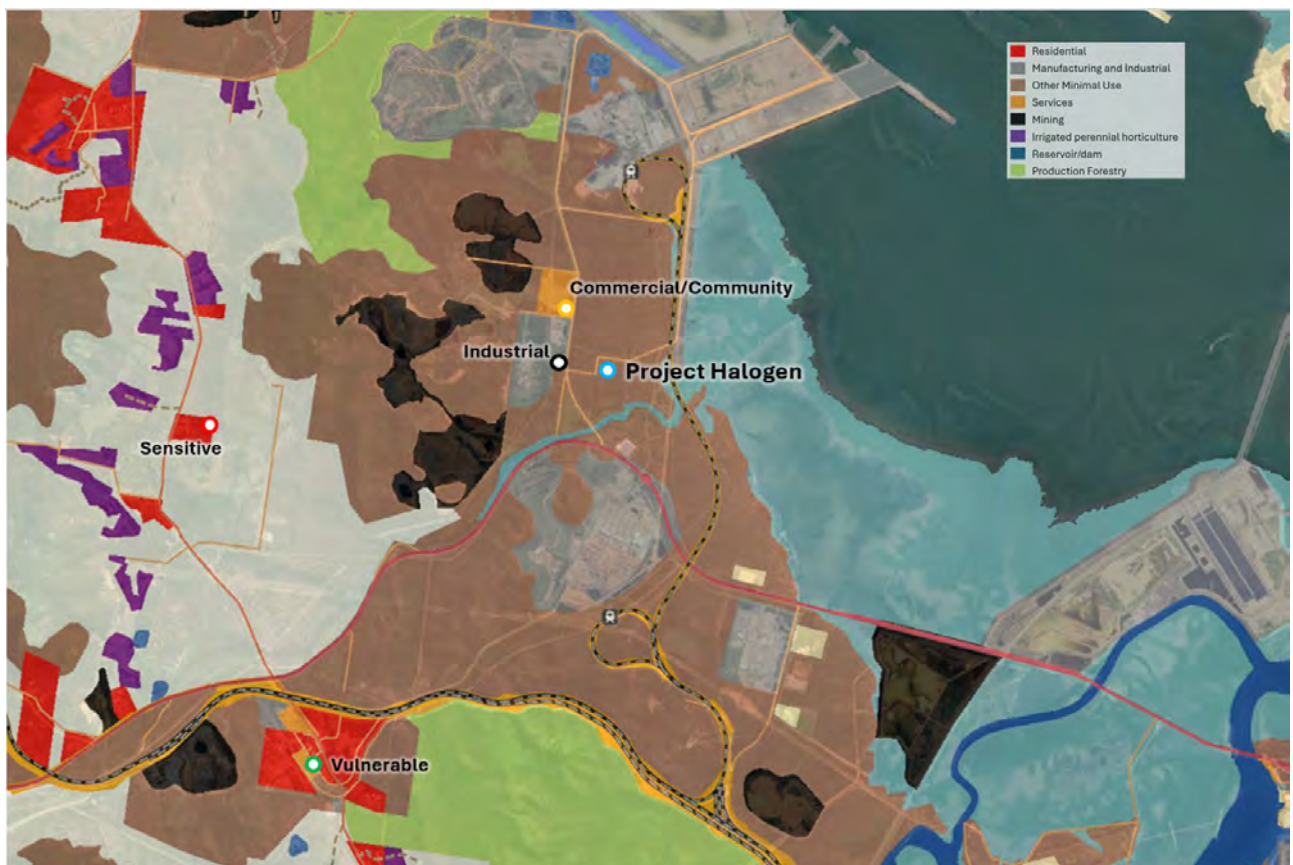 Residential
Manufacturing and Industrial
Other Minimal Use
Services
Mining
Irrigated perennial horticulture
Reservoir/dam
Production Forestry
Commercial/Community
Industrial
Project Halogen
Sensitive
Vulnerable